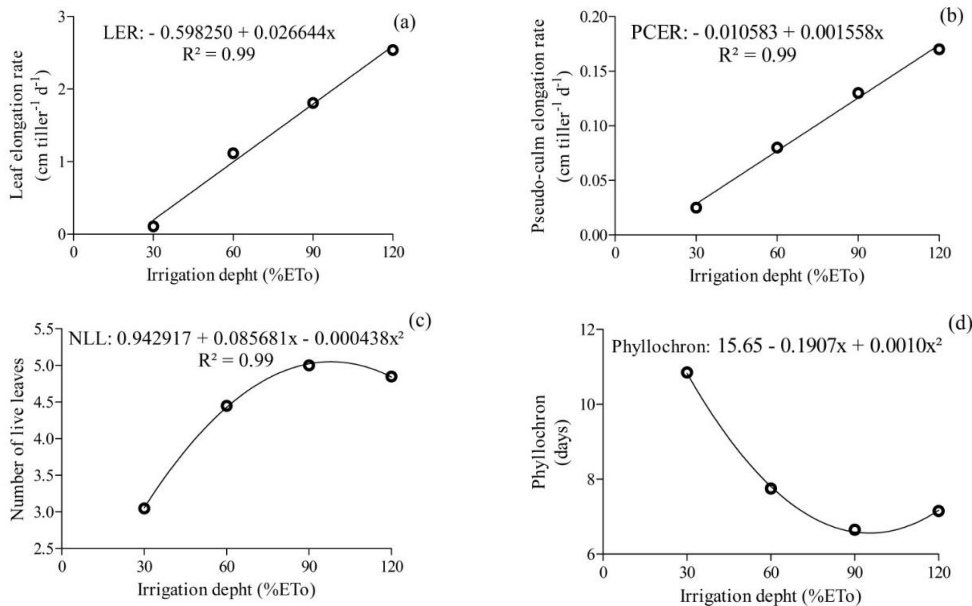 (a)
LER: - 0.598250 + 0.026644x
R² = 0.99
Leaf elongation rate
(cm tiller⁻¹ d⁻¹)
3
2
1
0
0 30 60 90 120
Irrigation depht (%ETo)
(b)
PCER: - 0.010583 + 0.001558x
R² = 0.99
Pseudo-culm elongation rate
(cm tiller⁻¹ d⁻¹)
0.20
0.15
0.10
0.05
0.00
0 30 60 90 120
Irrigation depht (%ETo)
(c)
NLL: 0.942917 + 0.085681x - 0.000438x²
R² = 0.99
Number of live leaves
5.5
5.0
4.5
4.0
3.5
3.0
2.5
0 30 60 90 120
Irrigation depht (%ETo)
(d)
Phyllochron: 15.65 - 0.1907x + 0.0010x²
Phyllochron
(days)
12
10
8
6
0 30 60 90 120
Irrigation depht (%ETo)